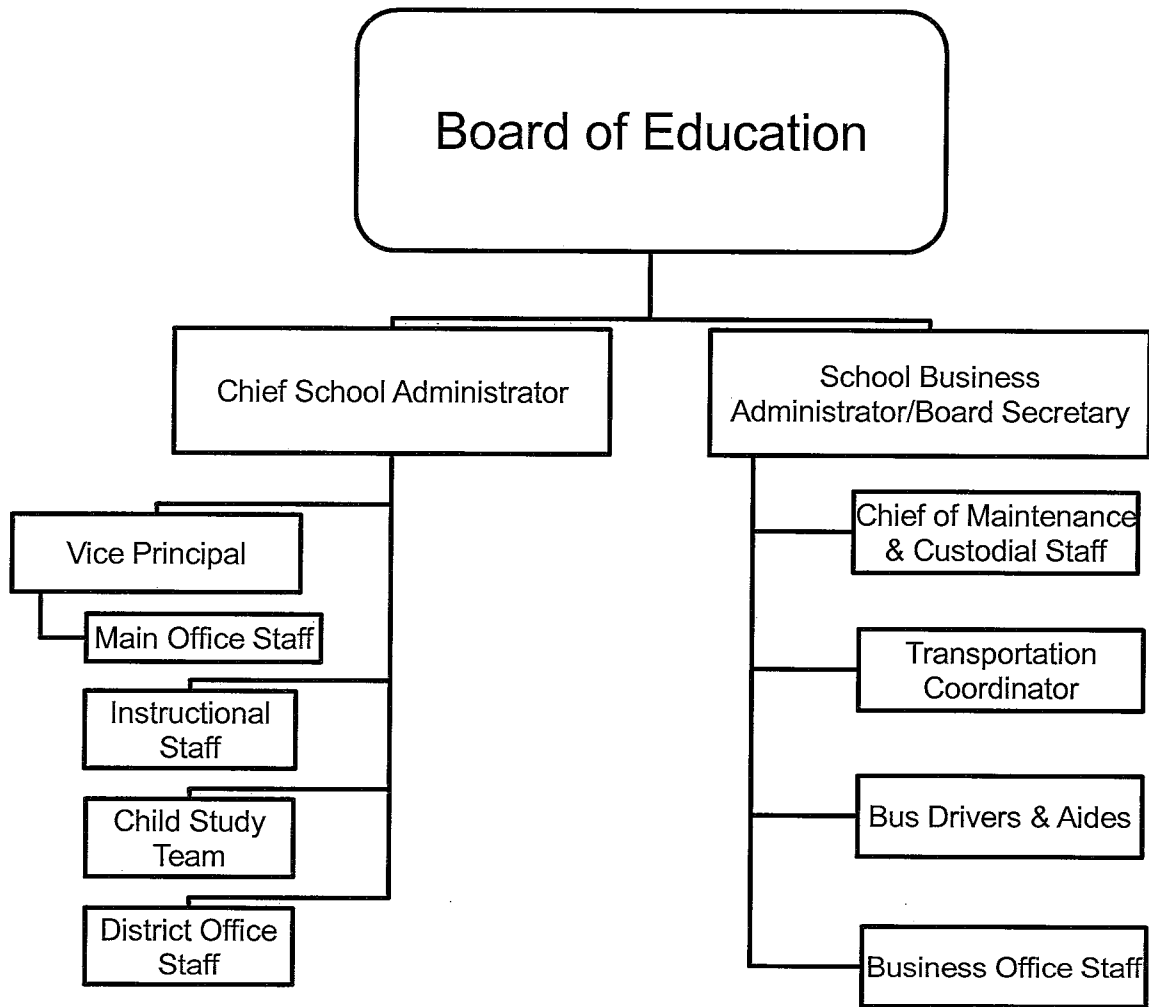 Board of Education
Chief School Administrator
School Business
Administrator/Board Secretary
Vice Principal
Main Office Staff
Instructional
Staff
Child Study
Team
District Office
Staff
Chief of Maintenance
& Custodial Staff
Transportation
Coordinator
Bus Drivers & Aides
Business Office Staff